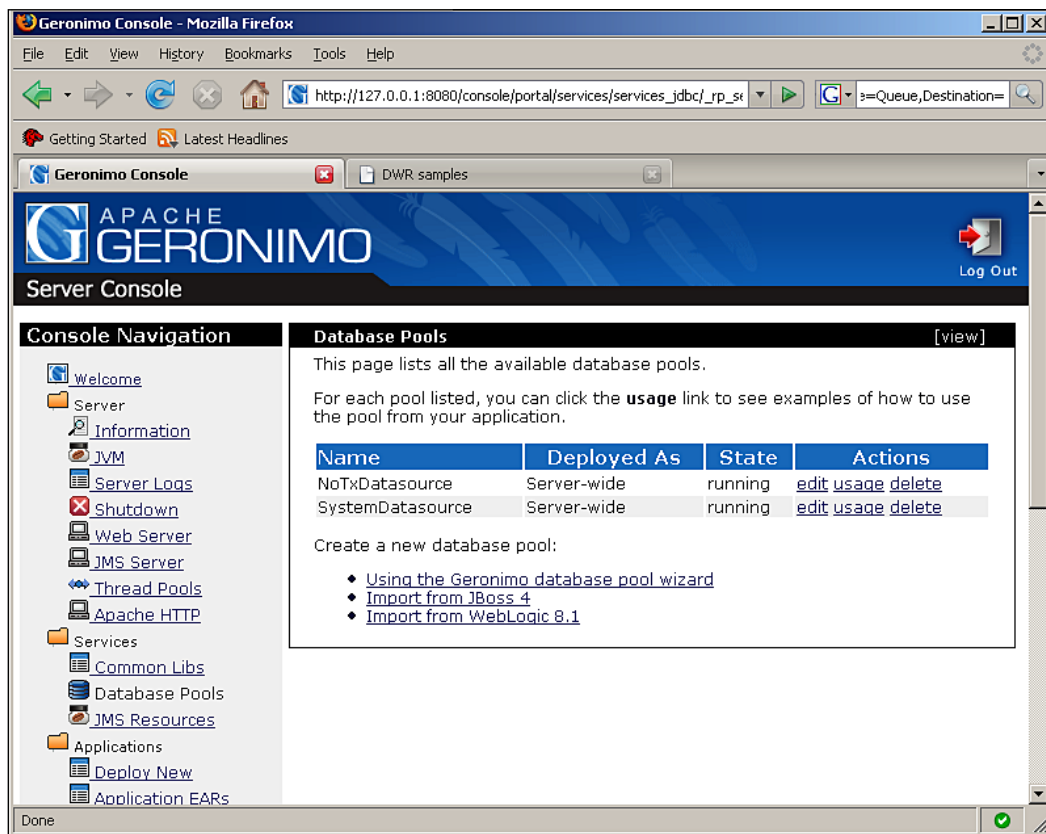 Geronimo Console - Mozilla Firefox
File Edit View History Bookmarks Tools Help
http://127.0.0.1:8080/console/portal/services/services_jdbc/_rp_se G =Queue,Destination=
Getting Started Latest Headlines
Geronimo Console DWR samples
APACHE
GERONIMO
Log Out
Server Console
Console Navigation
Welcome
Server
Information
JVM
Server Logs
Shutdown
Web Server
JMS Server
Thread Pools
Apache HTTP
Services
Common Libs
Database Pools
JMS Resources
Applications
Deploy New
Application EARs
Database Pools [view]
This page lists all the available database pools.
For each pool listed, you can click the usage link to see examples of how to use
the pool from your application.
Name Deployed As State Actions
NoTxDatasource Server-wide running edit usage delete
SystemDatasource Server-wide running edit usage delete
Create a new database pool:
Using the Geronimo database pool wizard
Import from JBoss 4
Import from WebLogic 8.1
Done